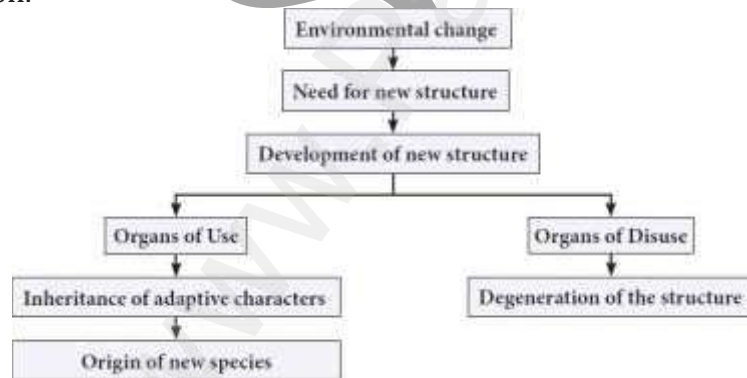 Environmental change
Need for new structure
Development of new structure
Organs of Use
Organs of Disuse
Inheritance of adaptive characters
Degeneration of the structure
Origin of new species